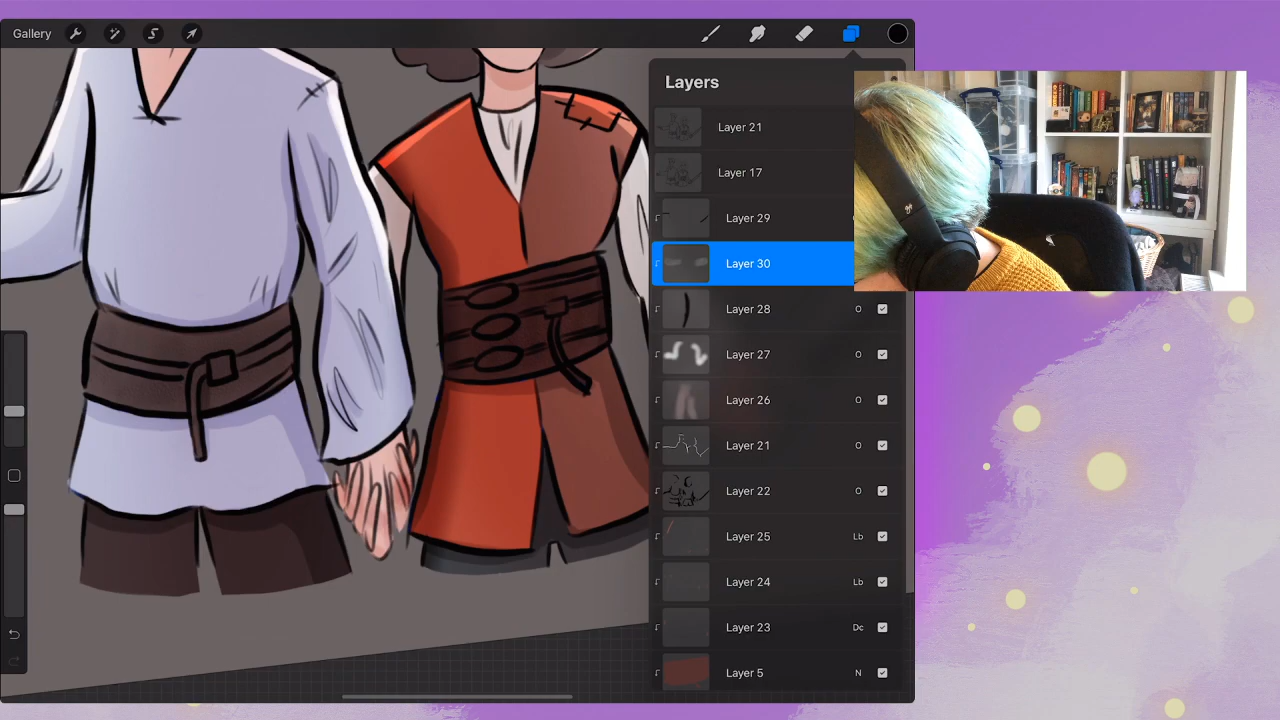 Gallery
Layers
Layer 21
Layer 17
Layer 29
Layer 30
Layer 28 O
Layer 27 O
Layer 26 O
Layer 21 O
Layer 22 O
Layer 25 Lb
Layer 24 Lb
Layer 23 Dc
Layer 5 N